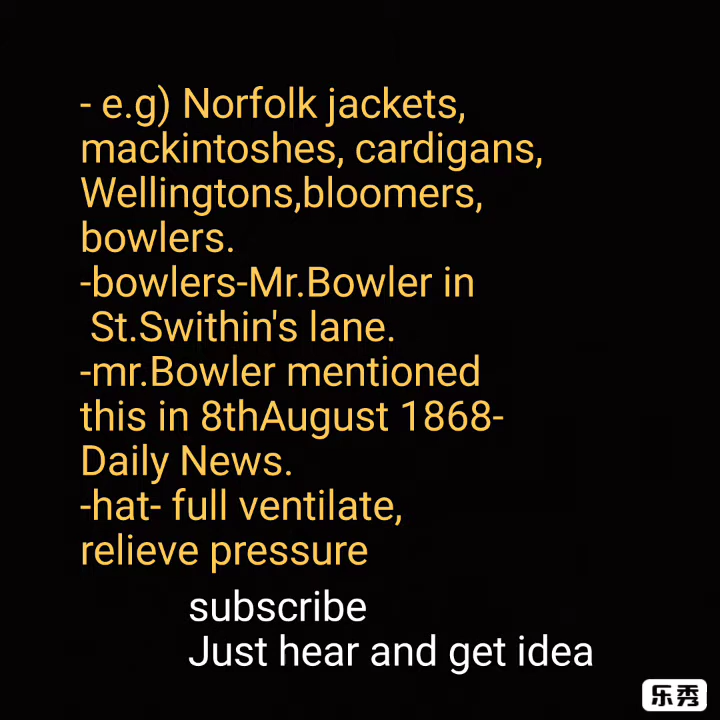 - e.g) Norfolk jackets,
mackintoshes, cardigans,
Wellingtons,bloomers,
bowlers.
-bowlers-Mr.Bowler in
St.Swithin's lane.
-mr.Bowler mentioned
this in 8thAugust 1868-
Daily News.
-hat- full ventilate,
relieve pressure
subscribe
Just hear and get idea
乐秀